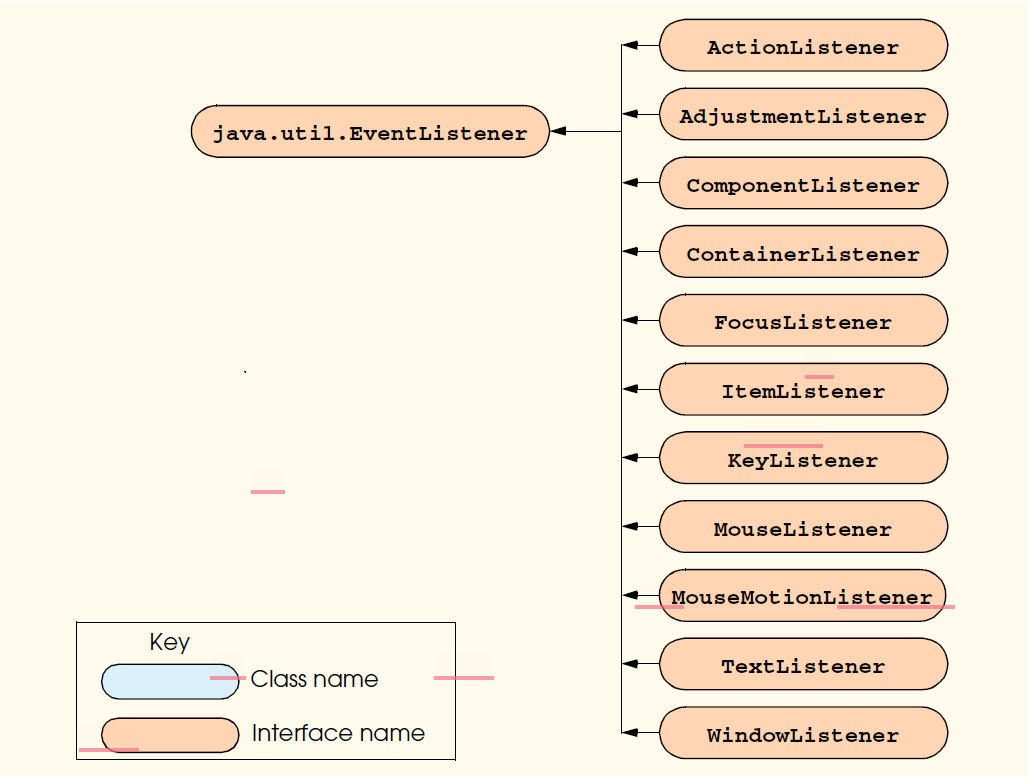 ActionListener
java.util.EventListener
AdjustmentListener
ComponentListener
ContainerListener
FocusListener
ItemListener
KeyListener
MouseListener
MouseMotionListener
TextListener
WindowListener
Key
Class name
Interface name